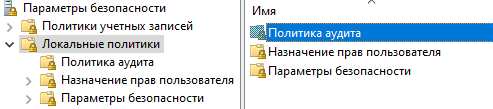 Параметры безопасности
Политики учетных записей
Локальные политики
Политика аудита
Назначение прав пользователя
Параметры безопасности
Имя
Политика аудита
Назначение прав пользователя
Параметры безопасности